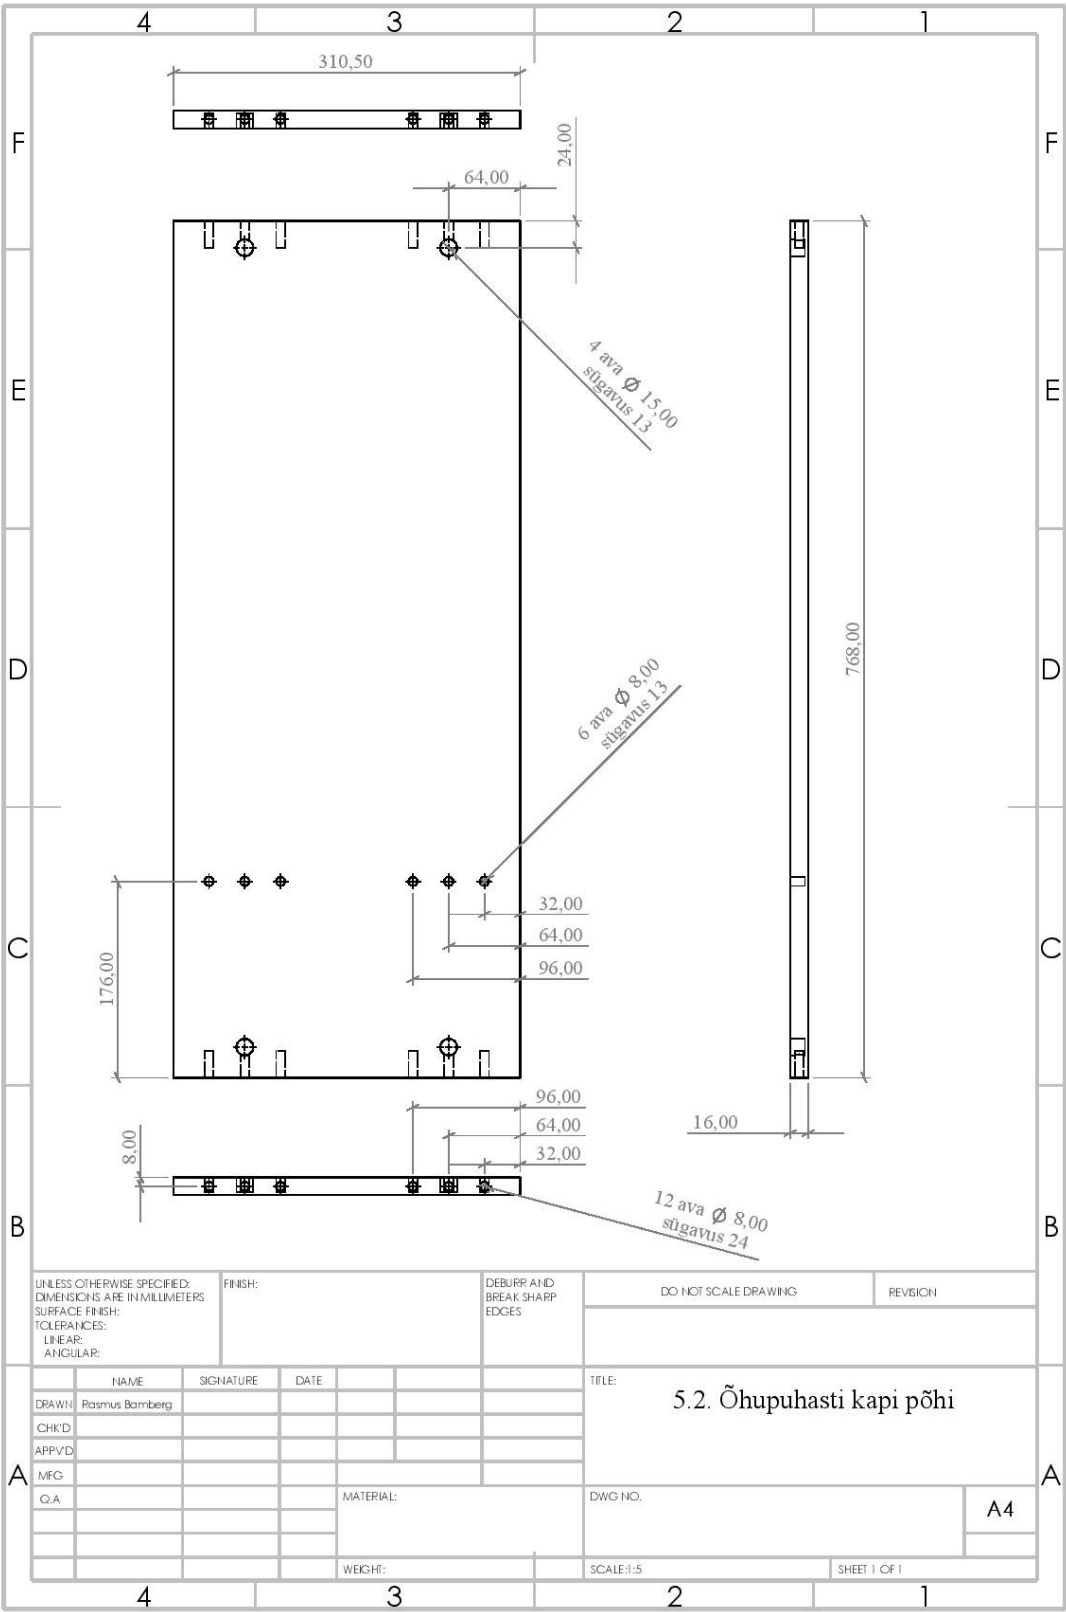 4 3 2 1
310,50
F F
24,00
64,00
4 ava Ø 15,00
sügavus 13
E E
768,00
6 ava Ø 8,00
sügavus 13
D D
32,00
64,00
96,00
176,00
C C
96,00
64,00
32,00
16,00
8,00
12 ava Ø 8,00
sügavus 24
B B
UNLESS OTHERWISE SPECIFIED:
DIMENSIONS ARE IN MILLIMETERS
SURFACE FINISH:
TOLERANCES:
LINEAR:
ANGULAR:
FINISH:
DEBURR AND
BREAK SHARP
EDGES
DO NOT SCALE DRAWING
REVISION
NAME SIGNATURE DATE
DRAWN Rasmus Bamberg
CHK'D
APPV'D
MFG
Q.A
TITLE:
5.2. Õhupuhasti kapi põhi
A A
MATERIAL:
DWG NO.
A4
WEIGHT:
SCALE:1:5
SHEET 1 OF 1
4 3 2 1